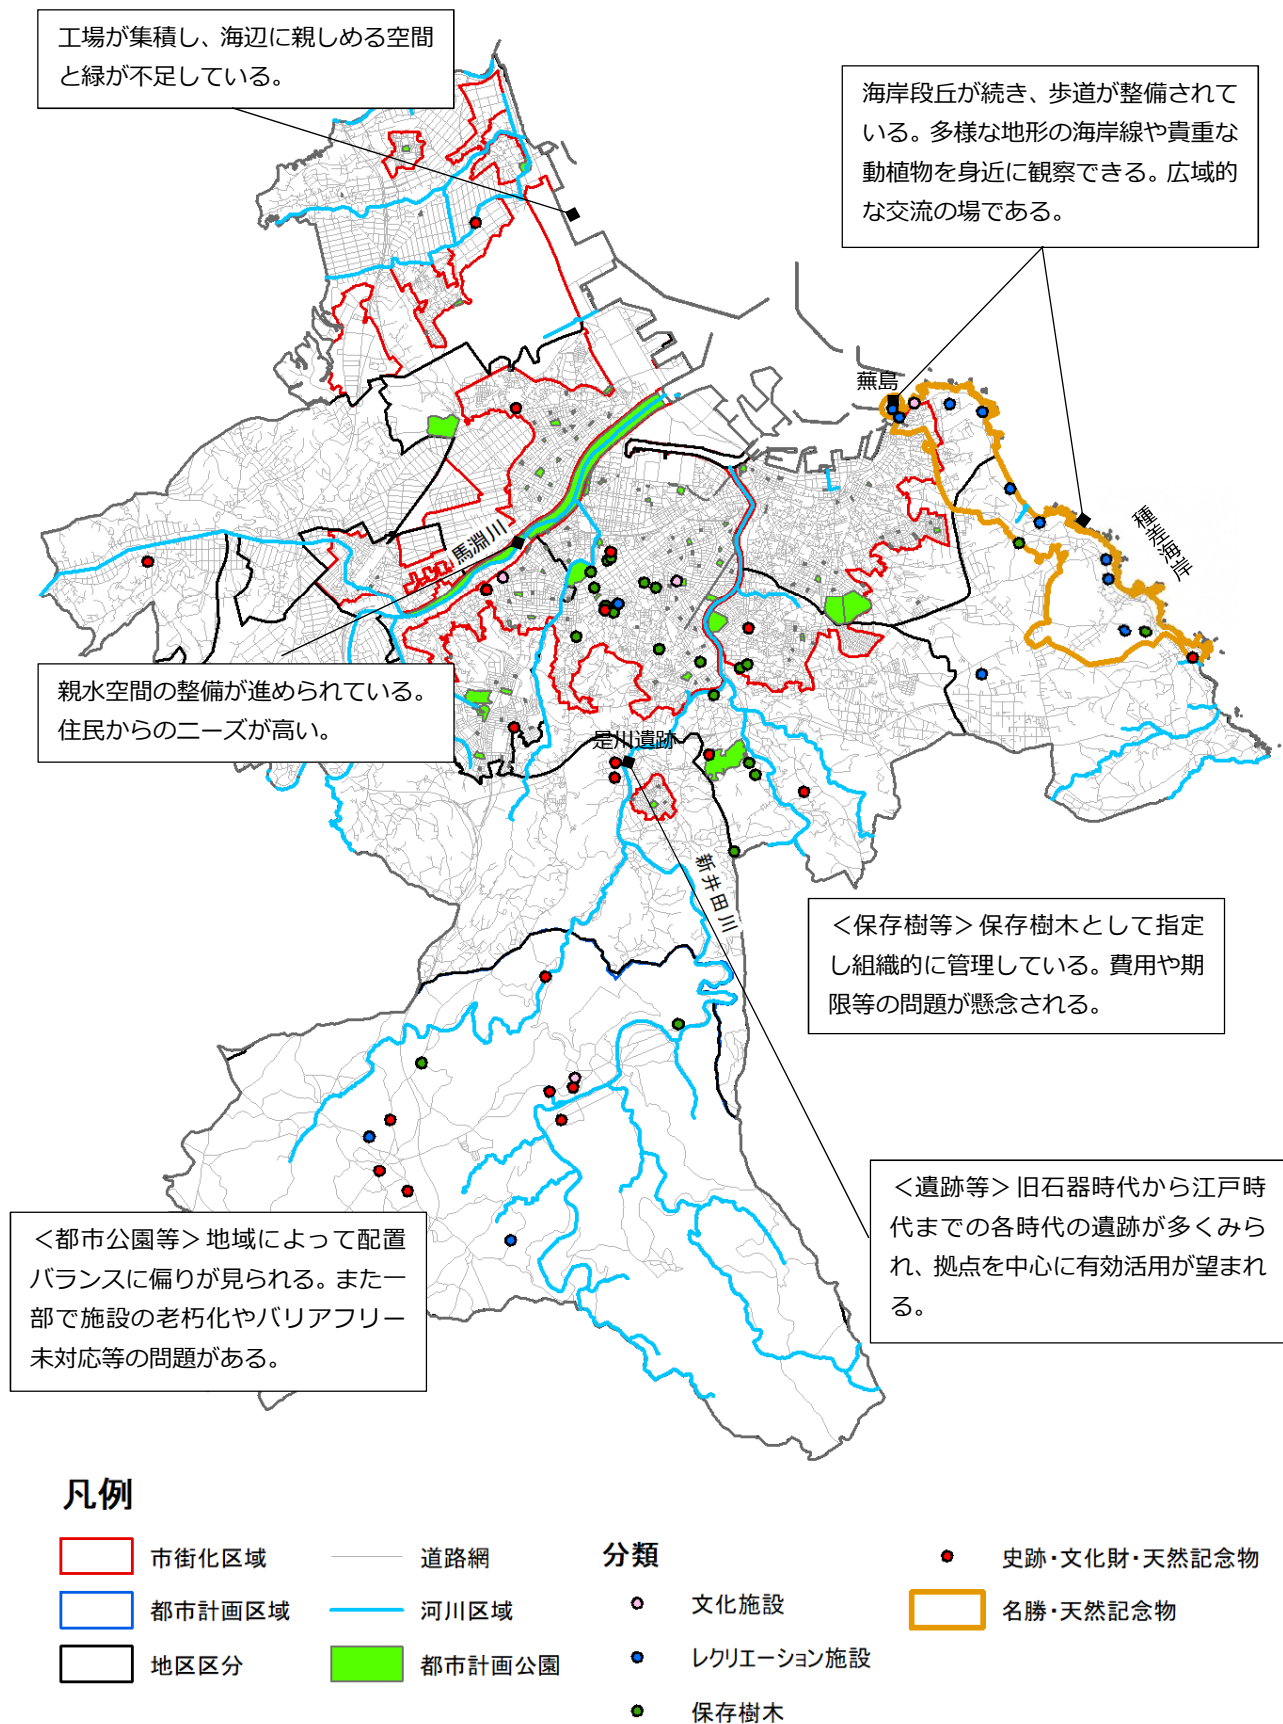 工場が集積し、海辺に親しめる空間
と緑が不足している。
海岸段丘が続き、歩道が整備されて
いる。多様な地形の海岸線や貴重な
動植物を身近に観察できる。広域的
な交流の場である。
蕪島
種差海岸
馬淵川
親水空間の整備が進められている。
住民からのニーズが高い。
是川遺跡
新井田川
＜保存樹等＞保存樹木として指定
し組織的に管理している。費用や期
限等の問題が懸念される。
＜遺跡等＞旧石器時代から江戸時
代までの各時代の遺跡が多くみら
れ、拠点を中心に有効活用が望まれ
る。
＜都市公園等＞地域によって配置
バランスに偏りが見られる。また一
部で施設の老朽化やバリアフリー
未対応等の問題がある。
凡例
市街化区域
都市計画区域
地区区分
道路網
河川区域
都市計画公園
分類
文化施設
レクリエーション施設
保存樹木
史跡・文化財・天然記念物
名勝・天然記念物